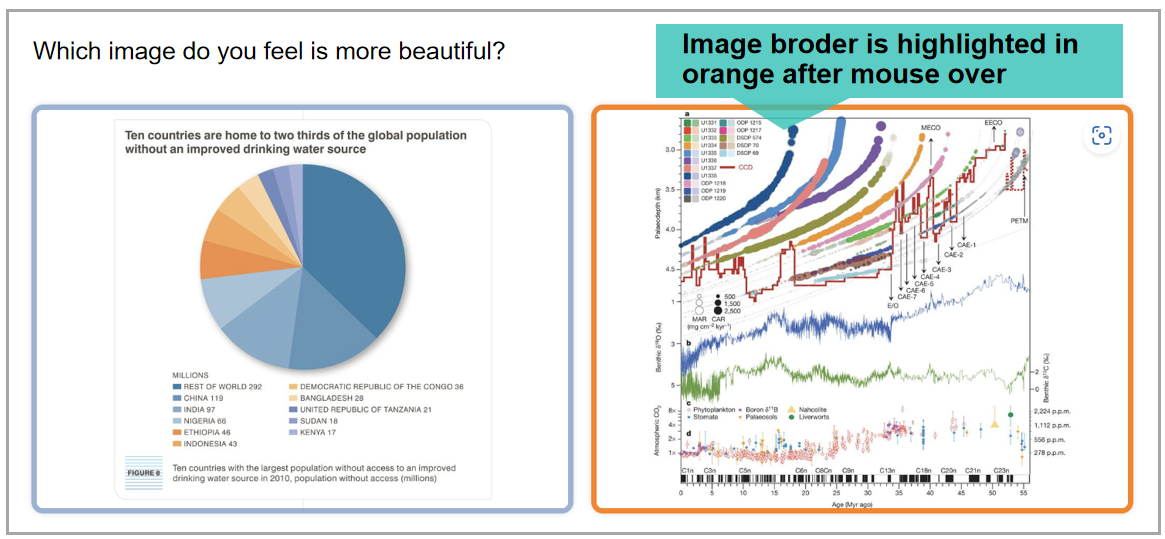 Which image do you feel is more beautiful?
Image broder is highlighted in
orange after mouse over
Ten countries are home to two thirds of the global population
without an improved drinking water source
MILLIONS
REST OF WORLD 292
CHINA 119
INDIA 97
NIGERIA 66
ETHIOPIA 46
INDONESIA 43
DEMOCRATIC REPUBLIC OF THE CONGO 36
BANGLADESH 28
UNITED REPUBLIC OF TANZANIA 21
SUDAN 18
KENYA 17
FIGURE 9
Ten countries with the largest population without access to an improved
drinking water source in 2010, population without access (millions)
a
U1331
U1332
U1333
U1334
U1335
U1336
U1337
U1338
ODP 1218
ODP 1219
ODP 1220
ODP 1215
ODP 1217
DSDP 574
DSDP 70
DSDP 69
CCD
MECO
EECO
PETM
3.0
3.5
4.0
4.5
Palaeodepth (km)
CAE-1
CAE-2
CAE-3
CAE-4
CAE-5
CAE-6
CAE-7
E/O
500
1,500
2,500
MAR CAR
(mg cm⁻² kyr⁻¹)
1
3
5
Benthic δ¹⁸O (‰)
b
2
0
Benthic δ¹³C (‰)
c
Phytoplankton
Boron δ¹¹B
Nahcolite
Stomata
Palaeosols
Liverworts
d
Atmospheric CO₂
8×
4×
2×
1×
2,224 p.p.m.
1,112 p.p.m.
556 p.p.m.
278 p.p.m.
C1n C3n C5n C6n C6Cn C9n C13n C18n C20n C21n C23n
0 5 10 15 20 25 30 35 40 45 50 55
Age (Myr ago)